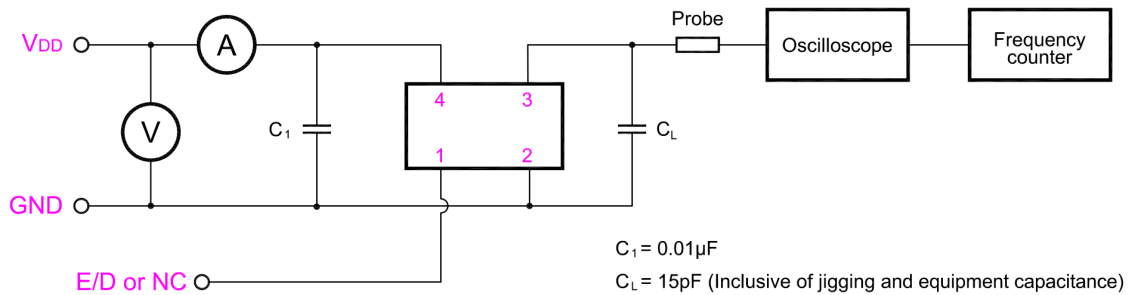 Probe
VDD
A
Oscilloscope
Frequency
counter
4
3
V
C1
CL
1
2
GND
C1 = 0.01µF
E/D or NC
CL = 15pF (Inclusive of jigging and equipment capacitance)